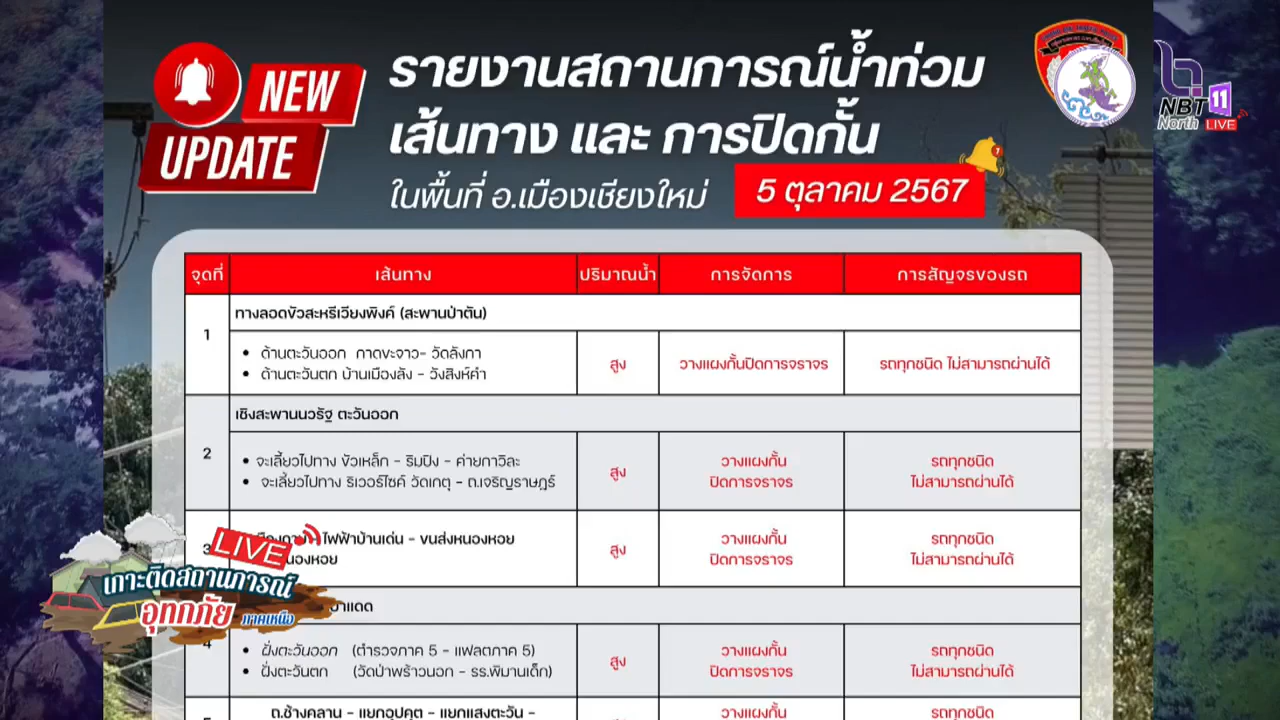 NEW
UPDATE
รายงานสถานการณ์น้ำท่วม
เส้นทาง และ การปิดกั้น
ในพื้นที่ อ.เมืองเชียงใหม่
5 ตุลาคม 2567
NBT 11
North LIVE
จุดที่ เส้นทาง ปริมาณน้ำ การจัดการ การสัญจรของรถ
1 ทางลอดขัวสะหรีเวียงพิงค์ (สะพานป่าตัน)
• ด้านตะวันออก กาดขะจาว- วัดลังกา
• ด้านตะวันตก บ้านเมืองลัง - วังสิงห์คำ
สูง วางแผงกั้นปิดการจราจร รถทุกชนิด ไม่สามารถผ่านได้
2 เชิงสะพานนวรัฐ ตะวันออก
• จะเลี้ยวไปทาง ขัวเหล็ก - ริมปิง - ค่ายกาวิละ
• จะเลี้ยวไปทาง ริเวอร์ไซค์ วัดเกตุ - ถ.เจริญราษฎร์
สูง วางแผงกั้น รถทุกชนิด
ปิดการจราจร ไม่สามารถผ่านได้
3 ไฟฟ้าบ้านเด่น - ขนส่งหนองหอย
สูง วางแผงกั้น รถทุกชนิด
ปิดการจราจร ไม่สามารถผ่านได้
LIVE
เกาะติดสถานการณ์
อุทกภัย ภาคเหนือ
ป่าแดด
4
• ฝั่งตะวันออก (ตำรวจภาค 5 - แฟลตภาค 5)
• ฝั่งตะวันตก (วัดป่าพร้าวนอก - รร.พิมานเด็ก)
สูง วางแผงกั้น รถทุกชนิด
ปิดการจราจร ไม่สามารถผ่านได้
ถ.ช้างคลาน - แยกอุปคุต - แยกแสงตะวัน -
วางแผงกั้น รถทุกชนิด